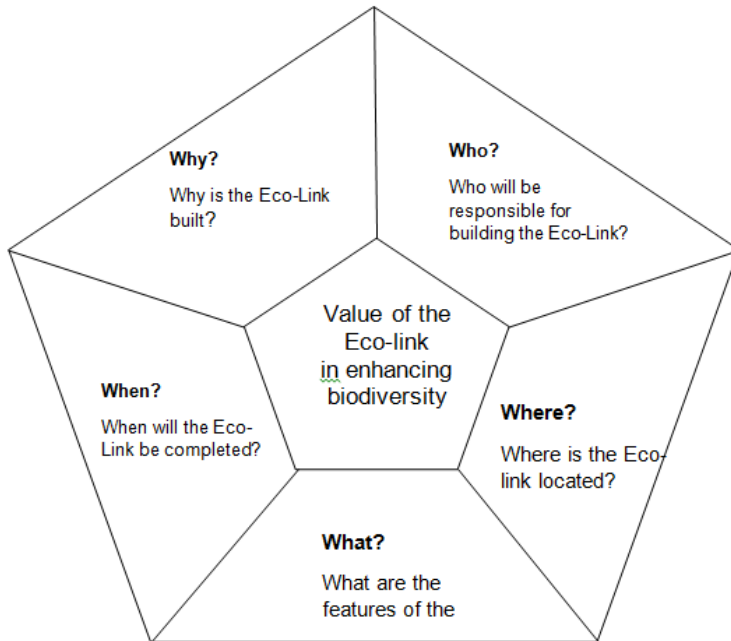 Why?
Why is the Eco-Link
built?
Who?
Who will be
responsible for
building the Eco-Link?
Value of the
Eco-link
in enhancing
biodiversity
When?
When will the Eco-
Link be completed?
Where?
Where is the Eco-
link located?
What?
What are the
features of the